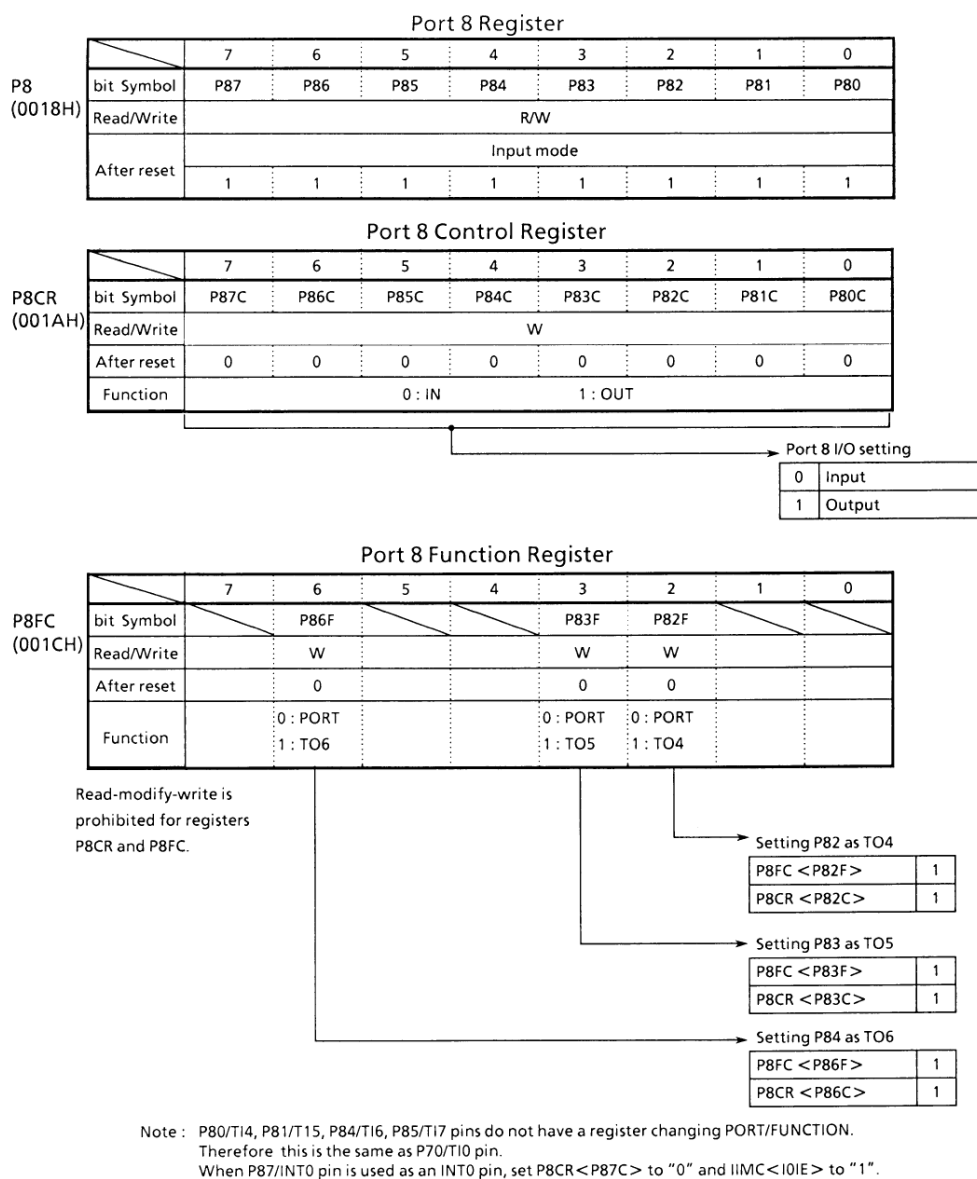 Port 8 Register
7 6 5 4 3 2 1 0
P8
(0018H)
bit Symbol P87 P86 P85 P84 P83 P82 P81 P80
Read/Write R/W
After reset Input mode
1 1 1 1 1 1 1 1
Port 8 Control Register
7 6 5 4 3 2 1 0
P8CR
(001AH)
bit Symbol P87C P86C P85C P84C P83C P82C P81C P80C
Read/Write W
After reset 0 0 0 0 0 0 0 0
Function 0 : IN 1 : OUT
Port 8 I/O setting
0 Input
1 Output
Port 8 Function Register
7 6 5 4 3 2 1 0
P8FC
(001CH)
bit Symbol P86F P83F P82F
Read/Write W W W
After reset 0 0 0
Function 0 : PORT 0 : PORT 0 : PORT
1 : TO6 1 : TO5 1 : TO4
Read-modify-write is
prohibited for registers
P8CR and P8FC.
Setting P82 as TO4
P8FC <P82F> 1
P8CR <P82C> 1
Setting P83 as TO5
P8FC <P83F> 1
P8CR <P83C> 1
Setting P84 as TO6
P8FC <P86F> 1
P8CR <P86C> 1
Note : P80/TI4, P81/T15, P84/TI6, P85/TI7 pins do not have a register changing PORT/FUNCTION.
Therefore this is the same as P70/TI0 pin.
When P87/INT0 pin is used as an INT0 pin, set P8CR<P87C> to "0" and IIMC<I0IE> to "1".